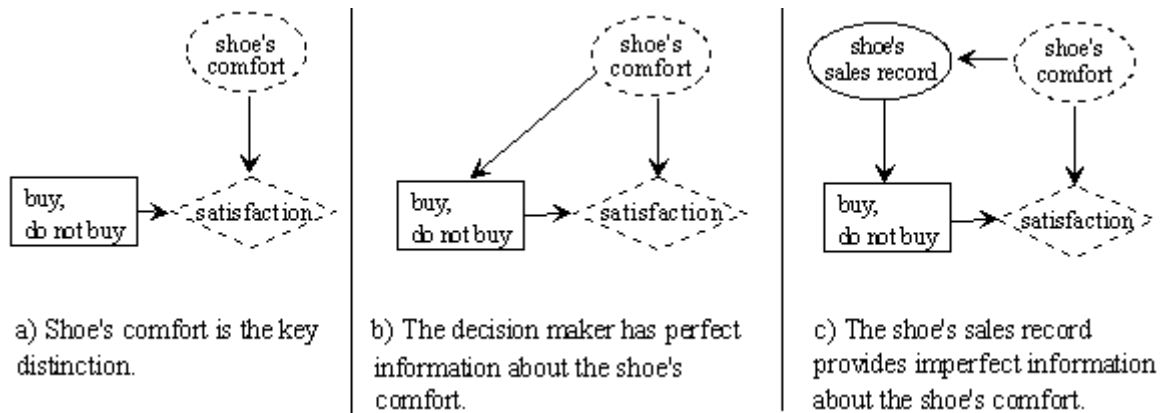 shoe's
comfort
buy,
do not buy
satisfaction
a) Shoe's comfort is the key
distinction.
shoe's
comfort
buy,
do not buy
satisfaction
b) The decision maker has perfect
information about the shoe's
comfort.
shoe's
sales record
shoe's
comfort
buy,
do not buy
satisfaction
c) The shoe's sales record
provides imperfect information
about the shoe's comfort.